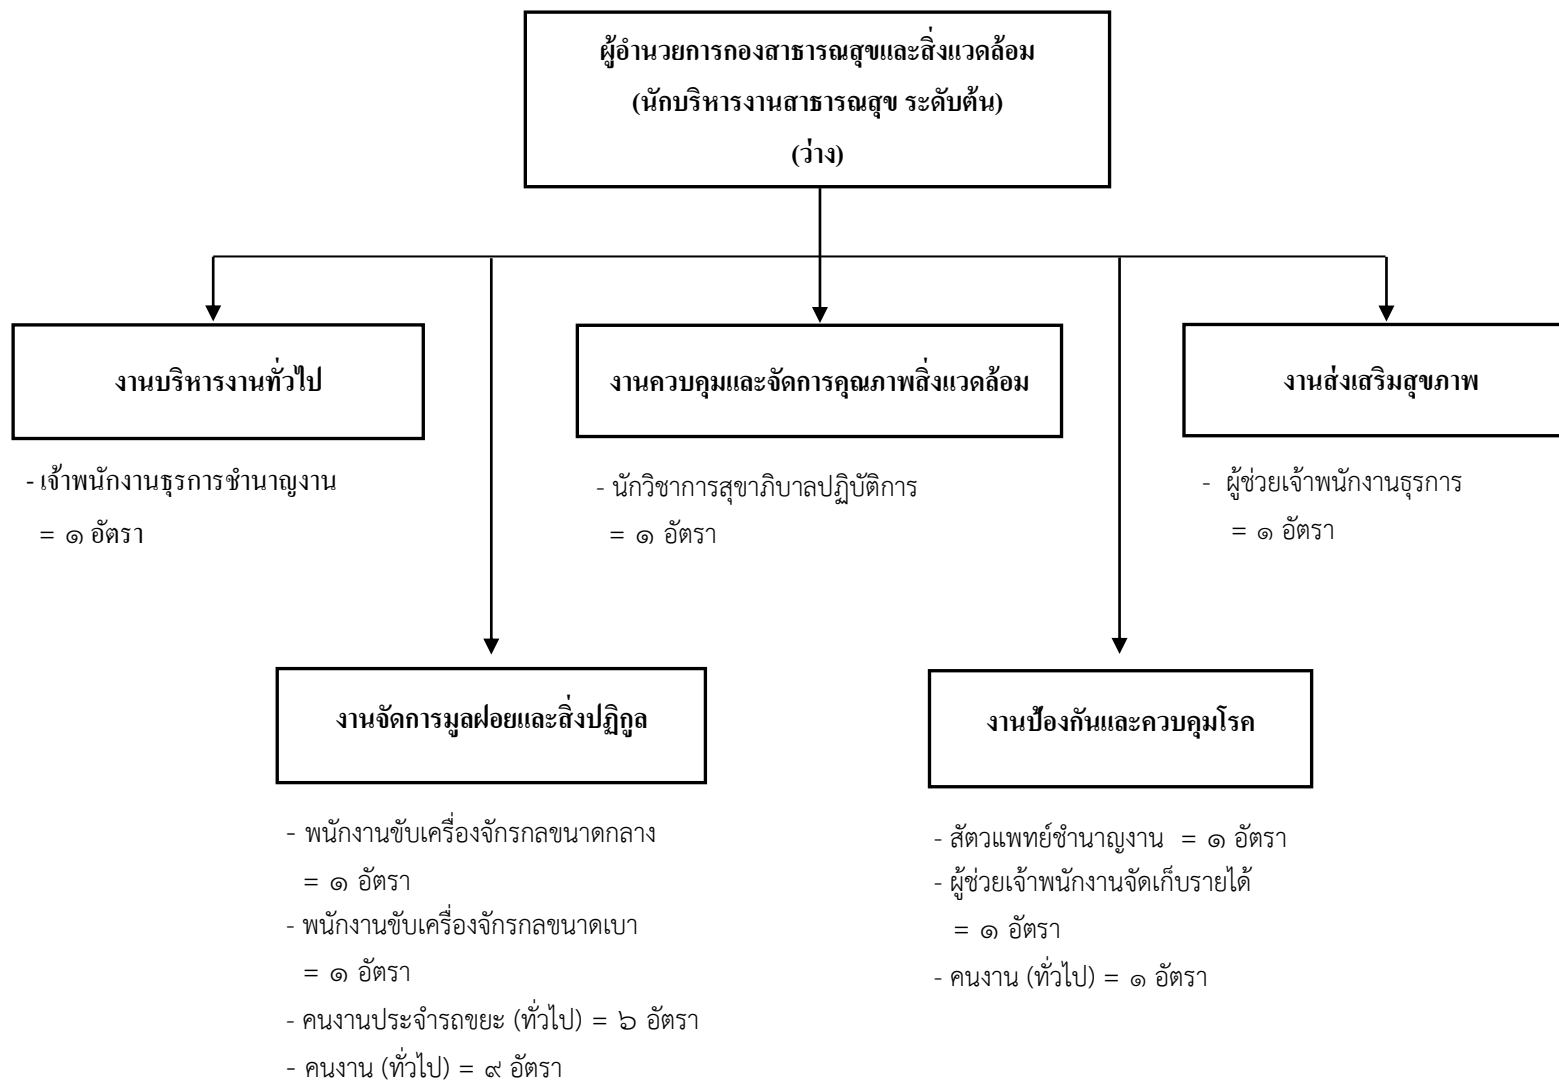 ผู้อำนวยการกองสาธารณสุขและสิ่งแวดล้อม
(นักบริหารงานสาธารณสุข ระดับต้น)
(ว่าง)
งานบริหารงานทั่วไป
- เจ้าพนักงานธุรการชำนาญงาน
= ๑ อัตรา
งานควบคุมและจัดการคุณภาพสิ่งแวดล้อม
- นักวิชาการสุขาภิบาลปฏิบัติการ
= ๑ อัตรา
งานส่งเสริมสุขภาพ
- ผู้ช่วยเจ้าพนักงานธุรการ
= ๑ อัตรา
งานจัดการมูลฝอยและสิ่งปฏิกูล
- พนักงานขับเครื่องจักรกลขนาดกลาง
= ๑ อัตรา
- พนักงานขับเครื่องจักรกลขนาดเบา
= ๑ อัตรา
- คนงานประจำรถขยะ (ทั่วไป) = ๖ อัตรา
- คนงาน (ทั่วไป) = ๙ อัตรา
งานป้องกันและควบคุมโรค
- สัตวแพทย์ชำนาญงาน = ๑ อัตรา
- ผู้ช่วยเจ้าพนักงานจัดเก็บรายได้
= ๑ อัตรา
- คนงาน (ทั่วไป) = ๑ อัตรา